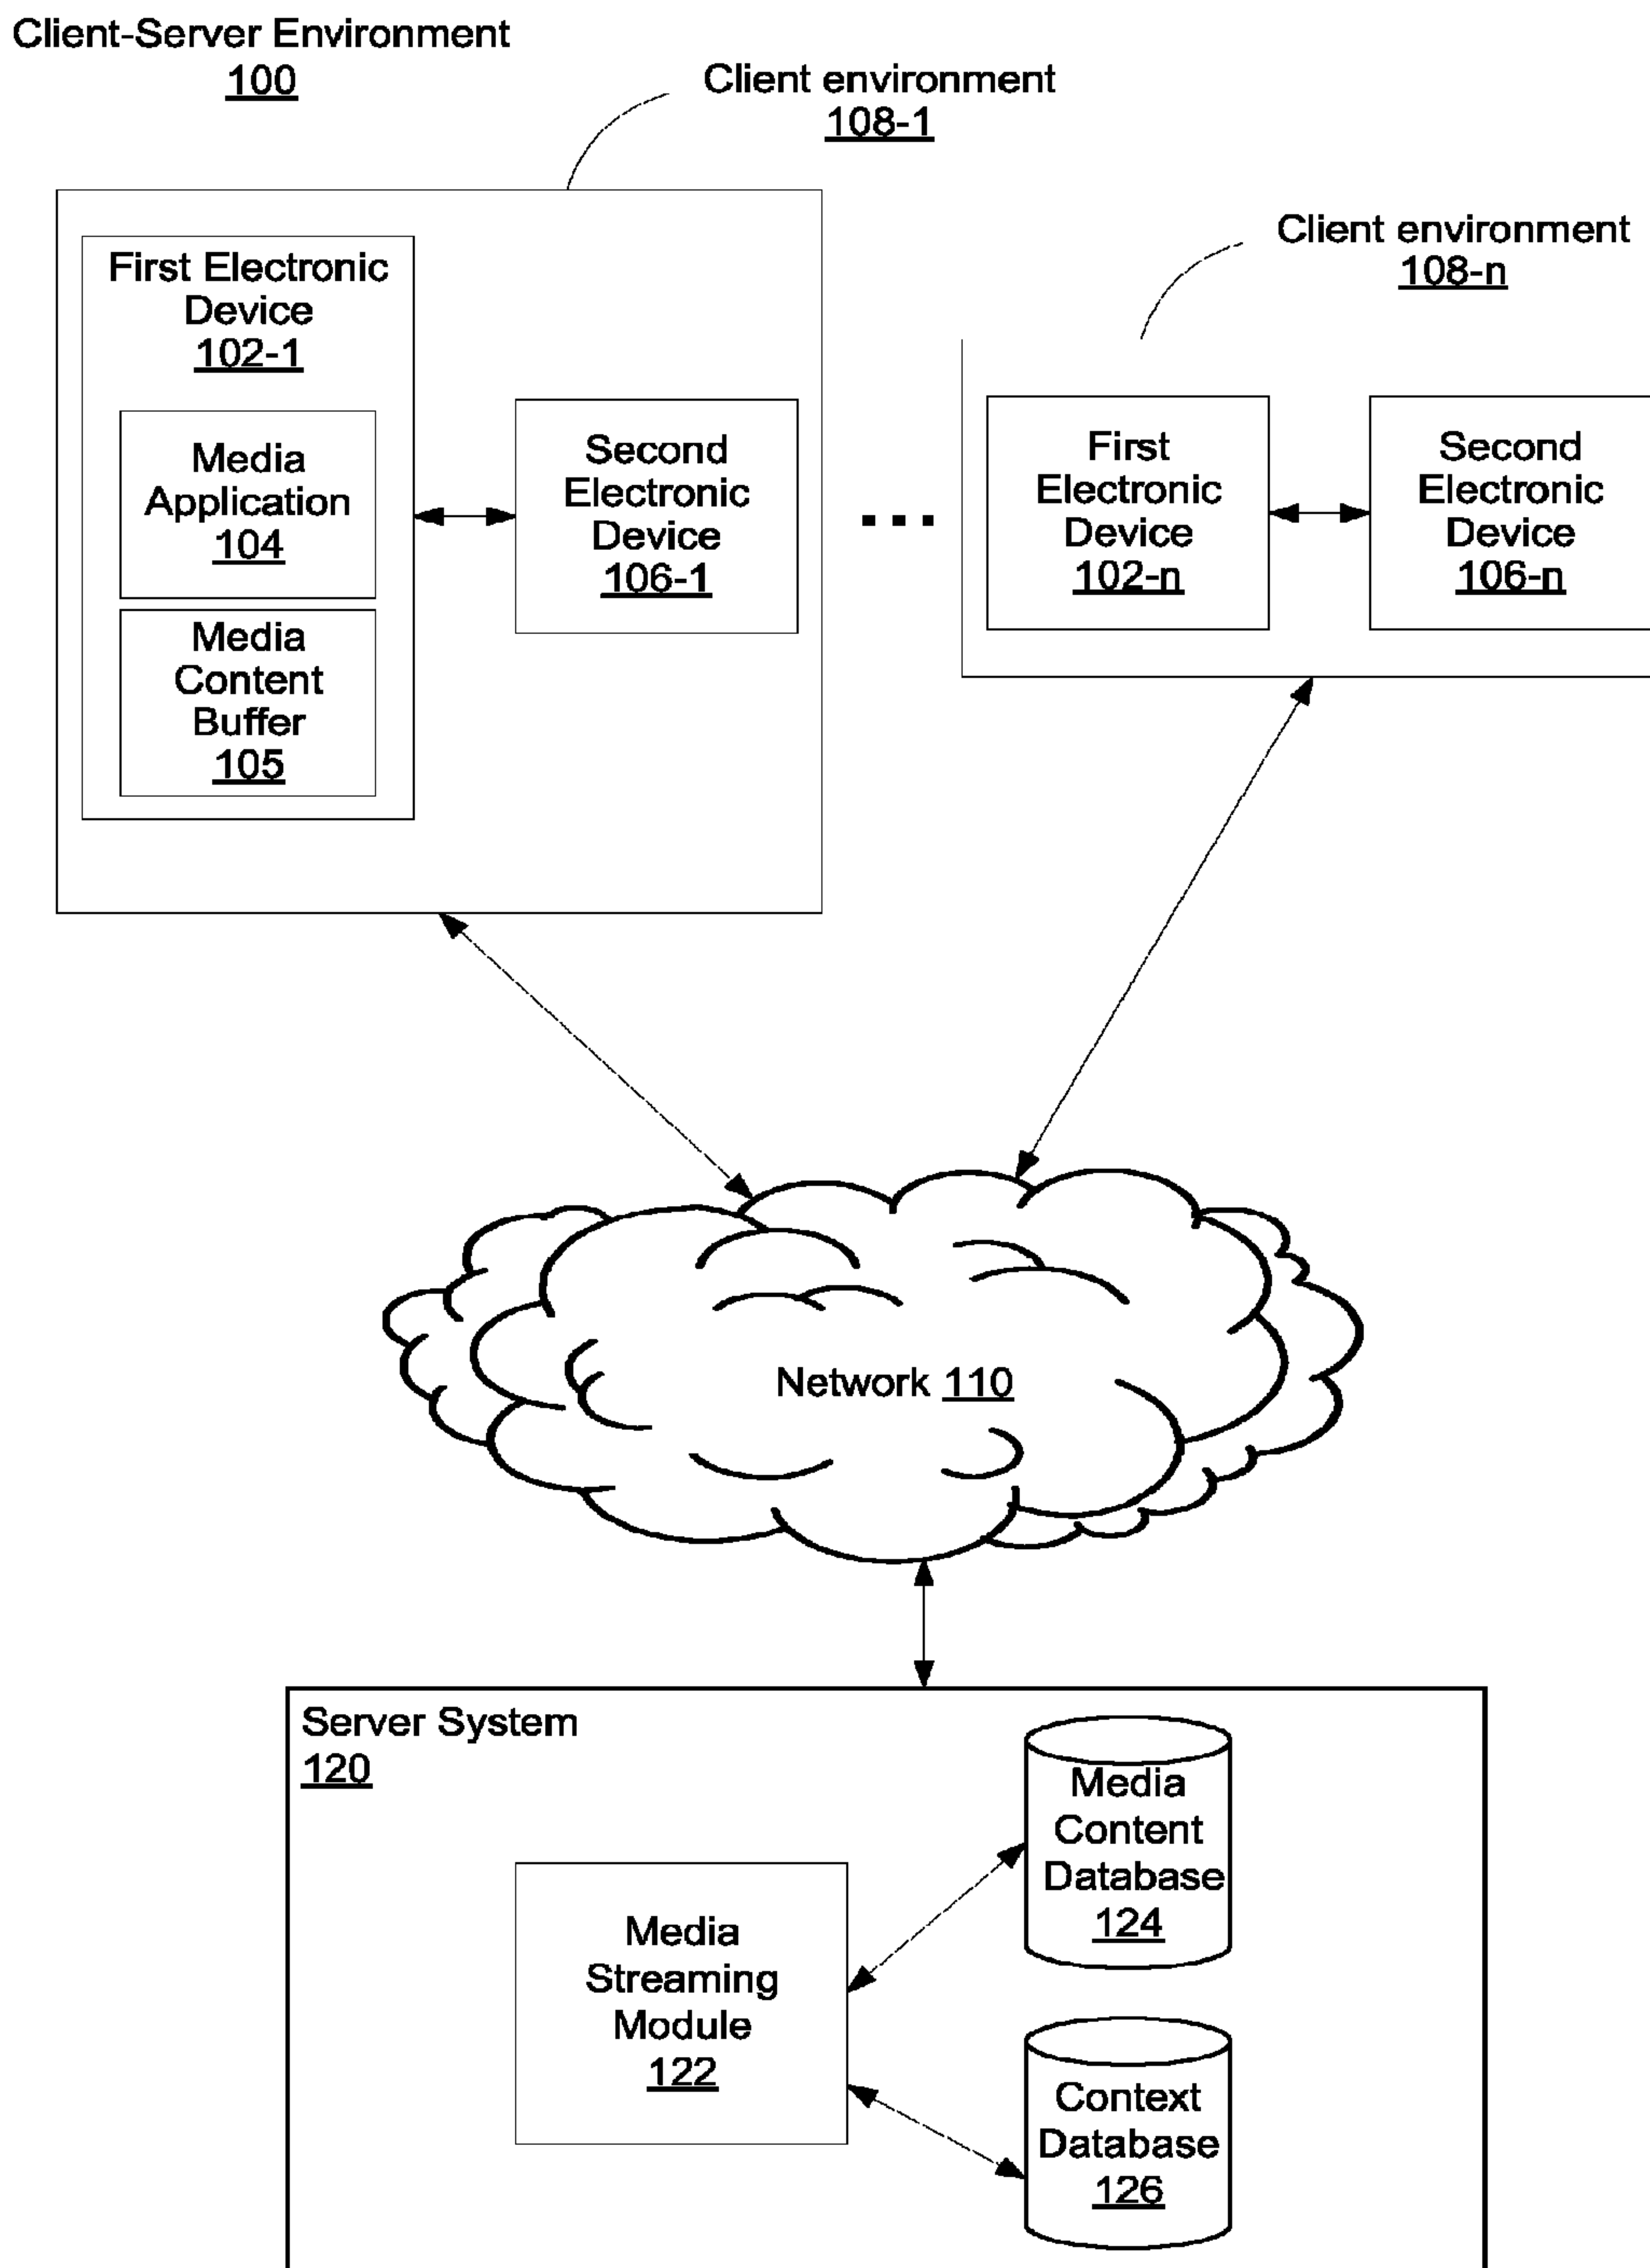 Client-Server Environment
100
Client environment
108-1
Client environment
108-n
First Electronic
Device
102-1
Media
Application
104
Media
Content
Buffer
105
Second
Electronic
Device
106-1
...
First
Electronic
Device
102-n
Second
Electronic
Device
106-n
Network 110
Server System
120
Media
Streaming
Module
122
Media
Content
Database
124
Context
Database
126